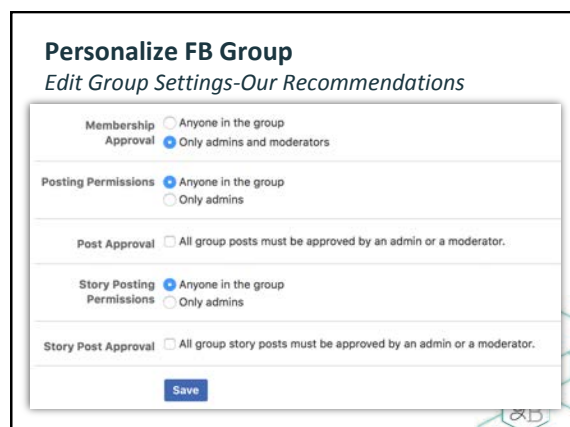 Personalize FB Group
Edit Group Settings-Our Recommendations
Membership Approval
Anyone in the group
Only admins and moderators
Posting Permissions
Anyone in the group
Only admins
Post Approval
All group posts must be approved by an admin or a moderator.
Story Posting Permissions
Anyone in the group
Only admins
Story Post Approval
All group story posts must be approved by an admin or a moderator.
Save
&B